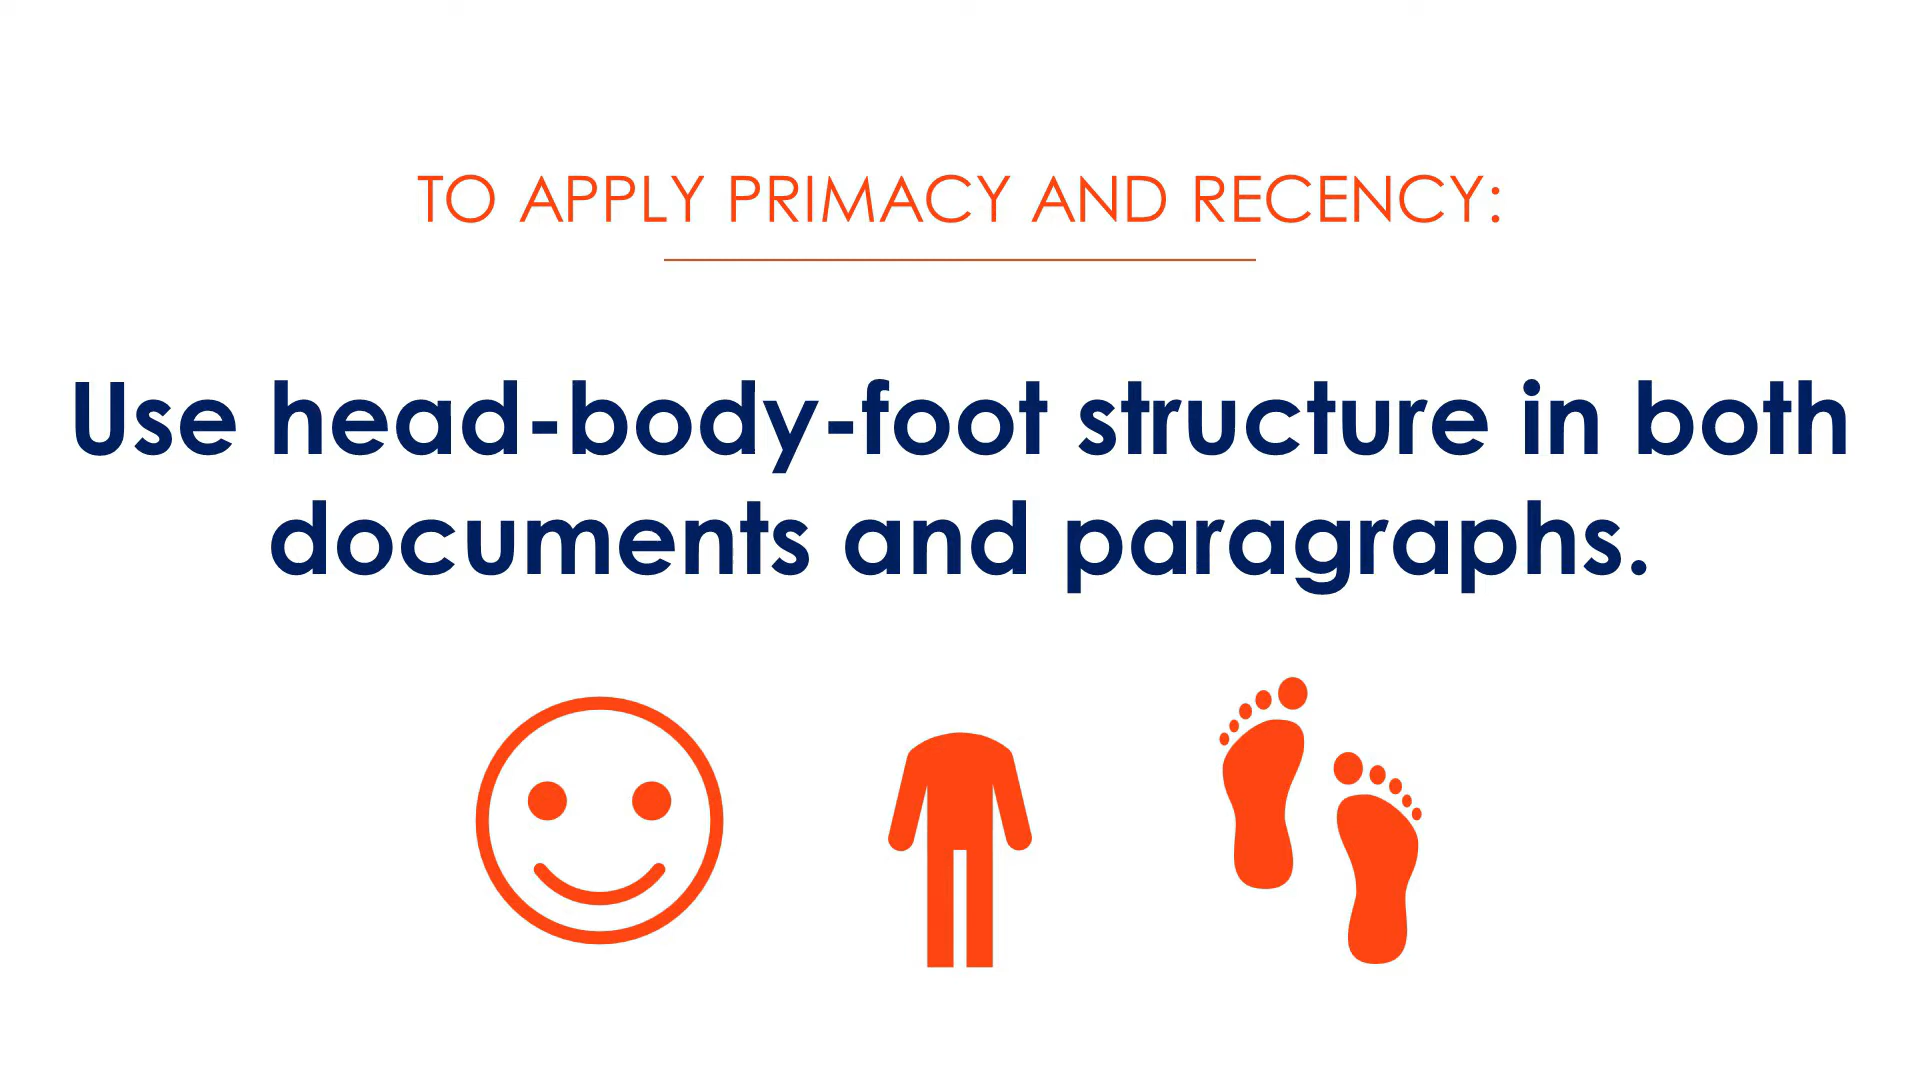 TO APPLY PRIMACY AND RECENCY:
Use head-body-foot structure in both
documents and paragraphs.